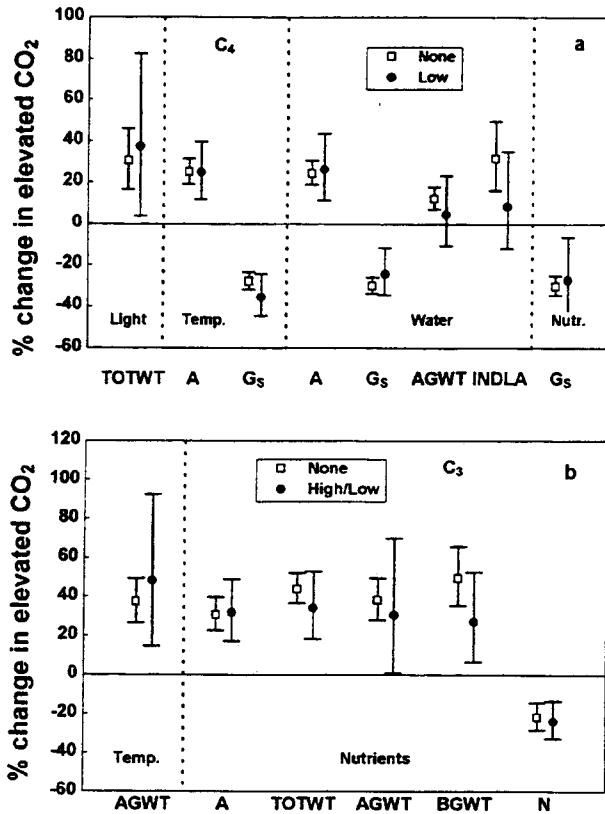 % change in elevated CO2
100
80
60
40
20
0
-20
-40
-60
C4
a
None
Low
Light
Temp.
Water
Nutr.
TOTWT A GS A GS AGWT INDLA GS
% change in elevated CO2
120
100
80
60
40
20
0
-20
-40
-60
None
High/Low
C3
b
Temp.
Nutrients
AGWT A TOTWT AGWT BGWT N